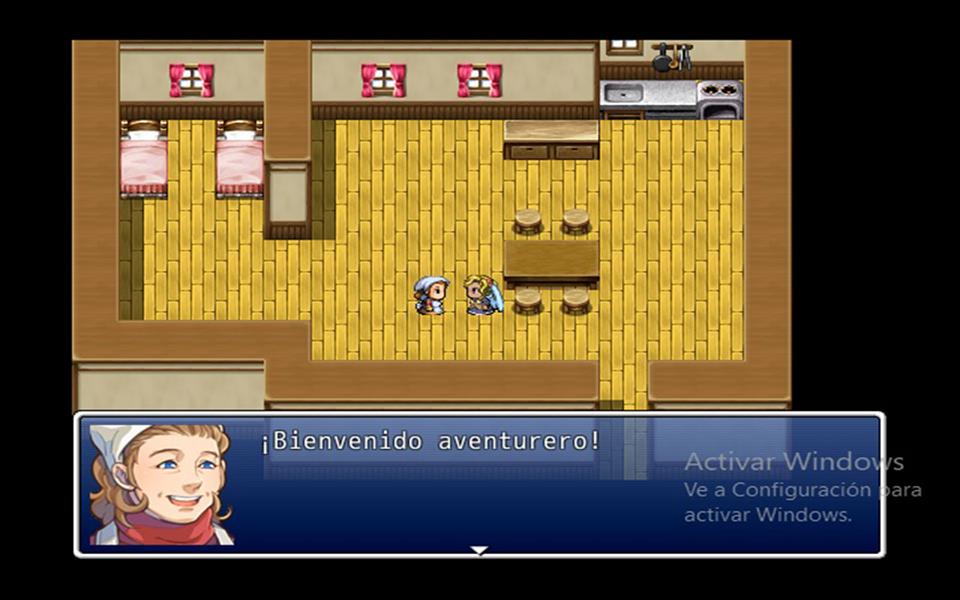 ¡Bienvenido aventurero!
Activar Windows
Ve a Configuración para
activar Windows.